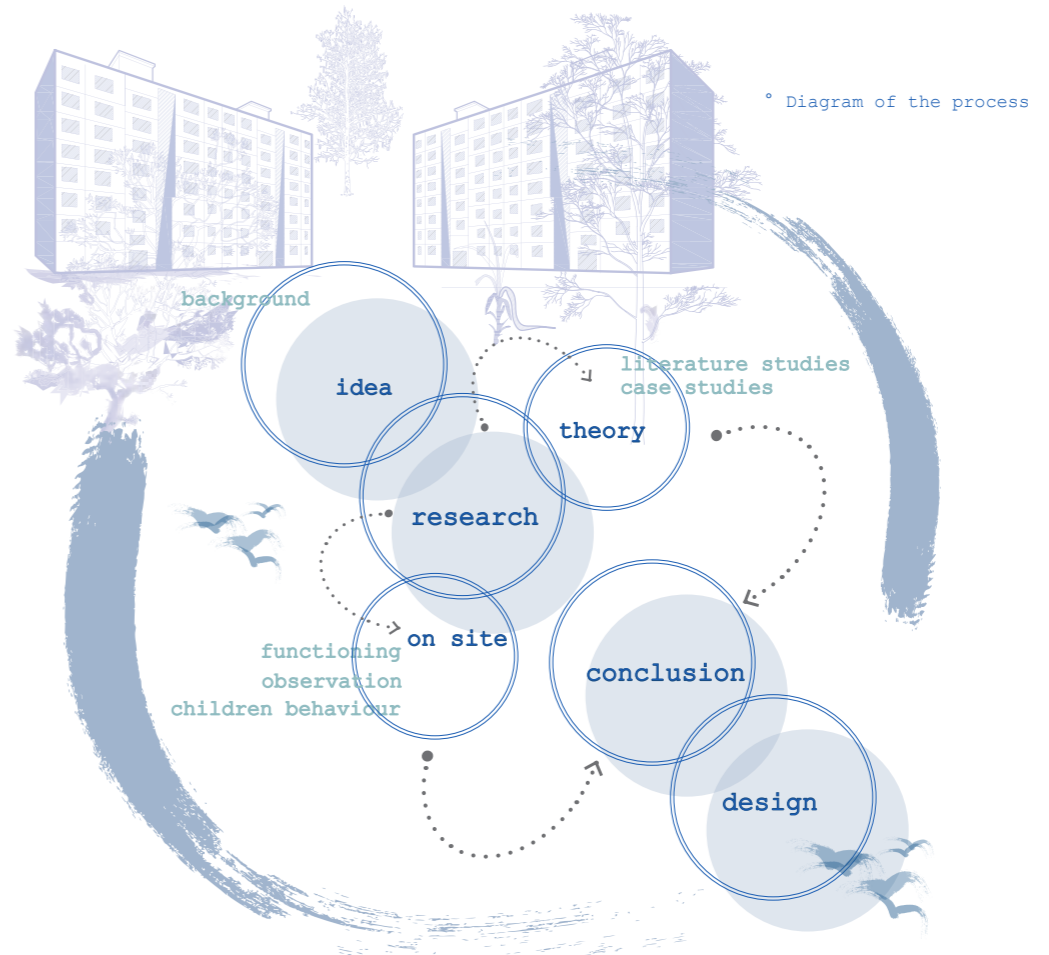 ° Diagram of the process
background
idea
literature studies
case studies
theory
research
on site
functioning
observation
children behaviour
conclusion
design